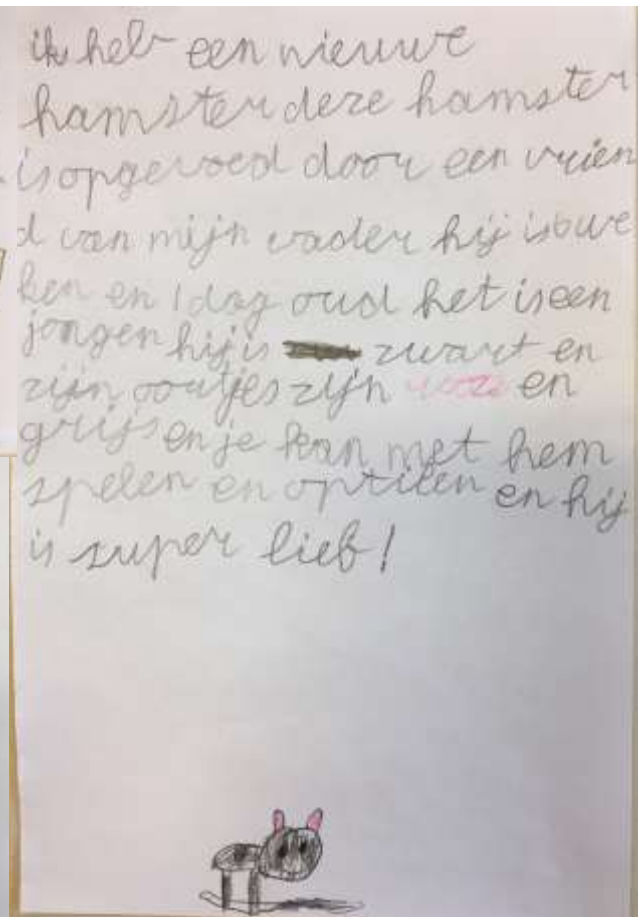 ik heb een nieuwe
hamster deze hamster
is opgevoed door een vrien
d van mijn vader hij is 6 we
ken en 1 dag oud het is een
jongen hij is zwart en
zijn oortjes zijn roze en
grijs en je kan met hem
spelen en optilen en hij
is super lieb!